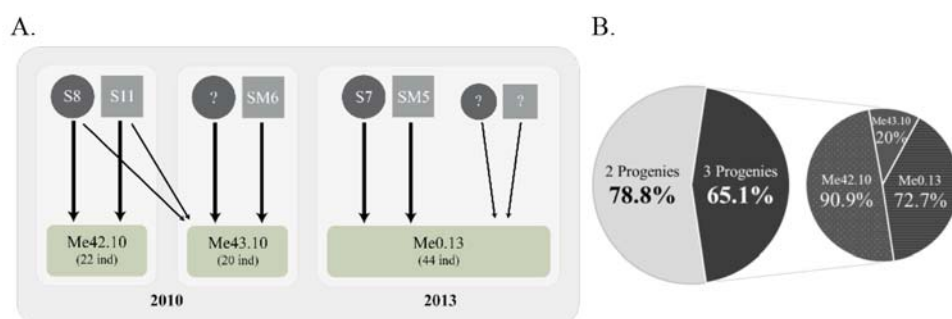 A.
S8
S11
?
SM6
S7
SM5
?
?
Me42.10
(22 ind)
Me43.10
(20 ind)
Me0.13
(44 ind)
2010
2013
B.
2 Progenies
78.8%
3 Progenies
65.1%
Me43.10
20%
Me42.10
90.9%
Me0.13
72.7%